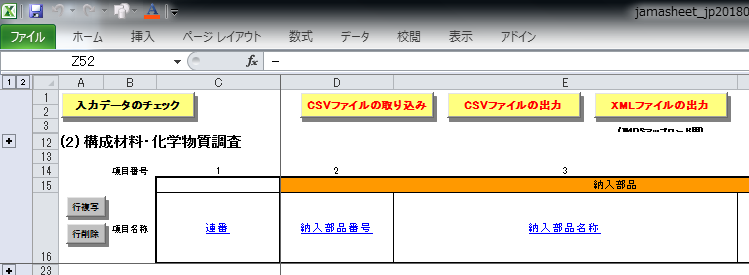 jamasheet_jp20180
ファイル ホーム 挿入 ページ レイアウト 数式 データ 校閲 表示 アドイン
Z52 fx -
1 2 A B C D E
1 入力データのチェック CSVファイルの取り込み CSVファイルの出力 XMLファイルの出力
2
3
12 (2) 構成材料・化学物質調査
13
14 項目番号 1 2 3
15 納入部品
行複写
項目名称 連番 納入部品番号 納入部品名称
行削除
16
23